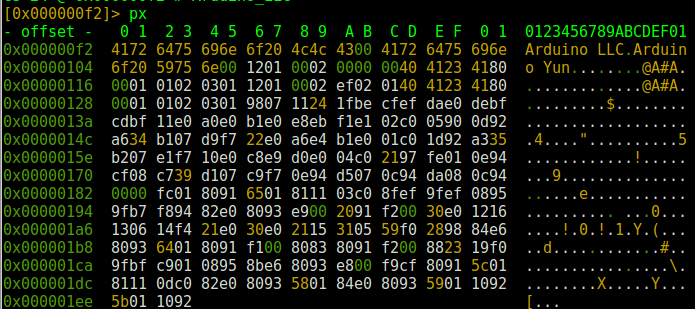 [0x000000f2]> px
- offset -   0 1  2 3  4 5  6 7  8 9  A B  C D  E F  0 1  0123456789ABCDEF01
0x000000f2  4172 6475 696e 6f20 4c4c 4300 4172 6475 696e  Arduino LLC.Arduin
0x00000104  6f20 5975 6e00 1201 0002 0000 0040 4123 4180  o Yun........@A#A.
0x00000116  0001 0102 0301 1201 0002 ef02 0140 4123 4180  .............@A#A.
0x00000128  0001 0102 0301 9807 1124 1fbe cfef dae0 debf  .........$........
0x0000013a  cdbf 11e0 a0e0 b1e0 e8eb f1e1 02c0 0590 0d92  ..................
0x0000014c  a634 b107 d9f7 22e0 a6e4 b1e0 01c0 1d92 a335  .4...."..........5
0x0000015e  b207 e1f7 10e0 c8e9 d0e0 04c0 2197 fe01 0e94  ............!.....
0x00000170  cf08 c739 d107 c9f7 0e94 d507 0c94 da08 0c94  ...9..............
0x00000182  0000 fc01 8091 6501 8111 03c0 8fef 9fef 0895  ......e...........
0x00000194  9fb7 f894 82e0 8093 e900 2091 f200 30e0 1216  .......... ...0...
0x000001a6  1306 14f4 21e0 30e0 2115 3105 59f0 2898 84e6  ....!.0.!.1.Y.(...
0x000001b8  8093 6401 8091 f100 8083 8091 f200 8823 19f0  ..d............#..
0x000001ca  9fbf c901 0895 8be6 8093 e800 f9cf 8091 5c01  ................\.
0x000001dc  8111 0dc0 82e0 8093 5801 84e0 8093 5901 1092  ........X.....Y...
0x000001ee  5b01 1092  [...